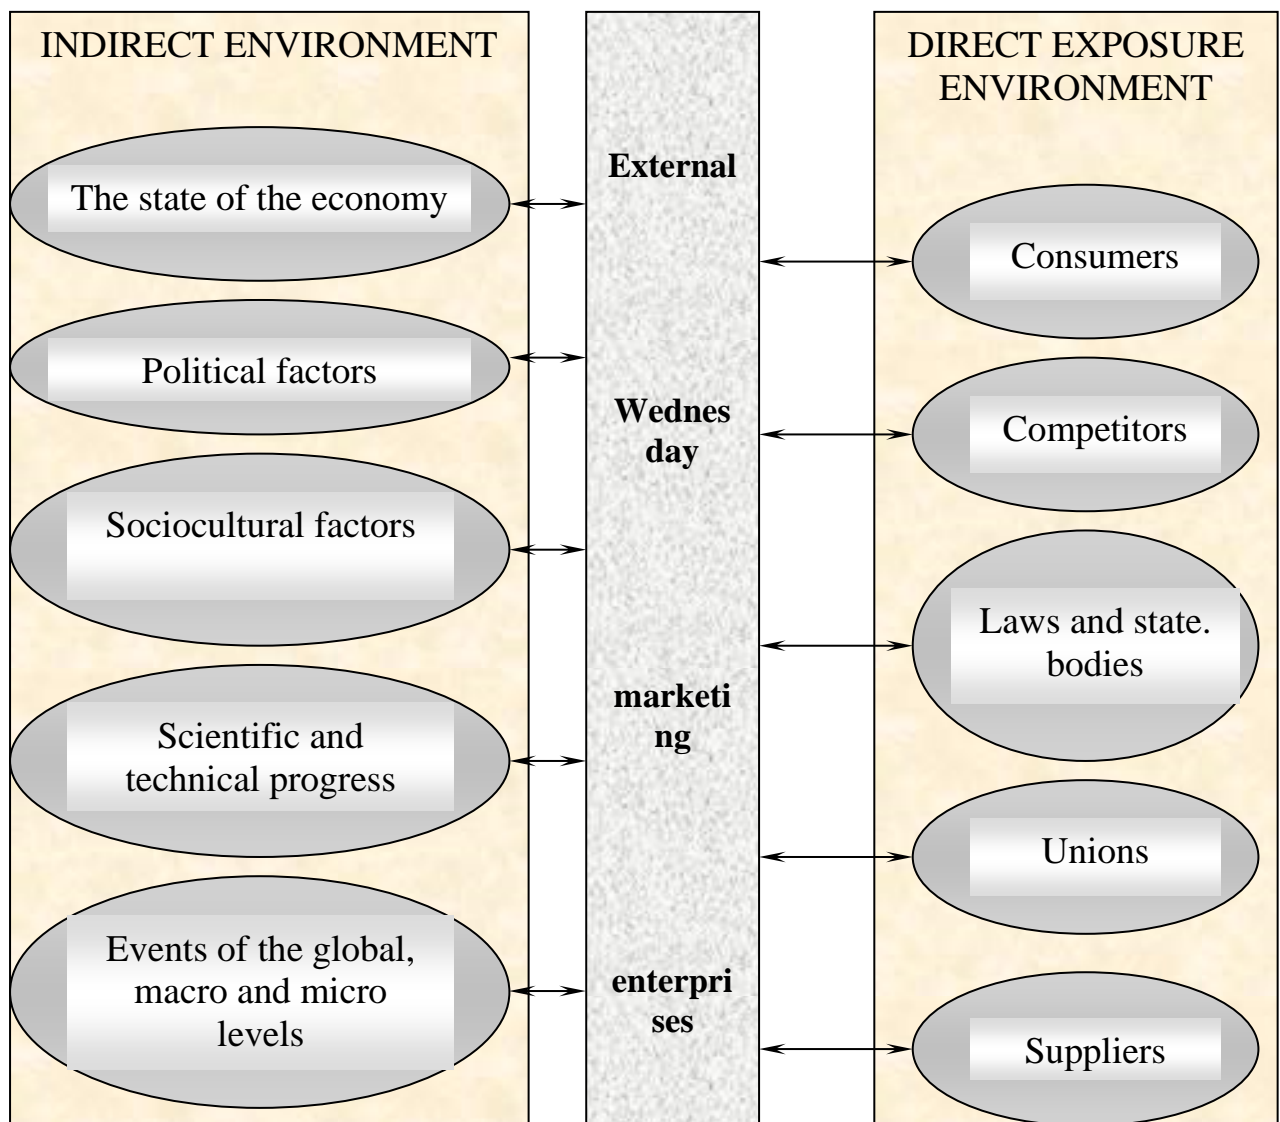 INDIRECT ENVIRONMENT
The state of the economy
Political factors
Sociocultural factors
Scientific and
technical progress
Events of the global,
macro and micro
levels
External
Wednes
day
marketi
ng
enterpri
ses
DIRECT EXPOSURE
ENVIRONMENT
Consumers
Competitors
Laws and state.
bodies
Unions
Suppliers